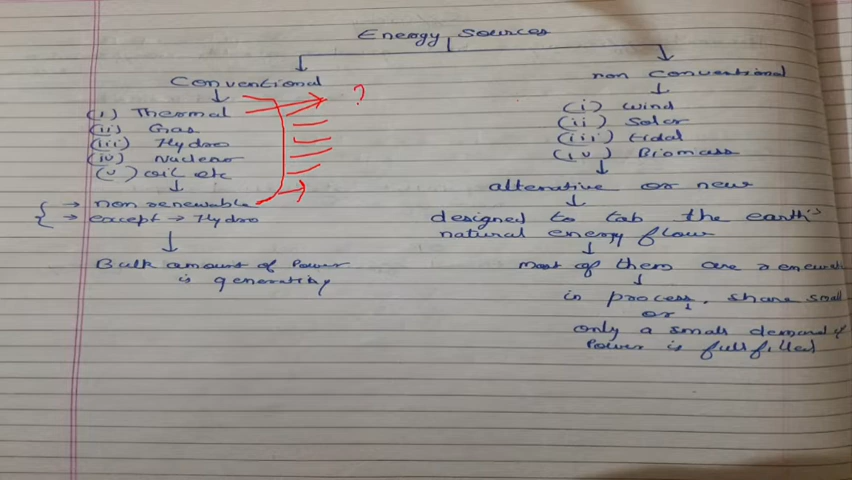 Energy Sources
Conventional
(i) Thermal
(ii) Gas
(iii) Hydro
(iv) Nuclear
(v) oil etc
→ non renewable
→ except → Hydro
Bulk amount of Power
is generating
?
non conventional
(i) wind
(ii) Solar
(iii) tidal
(iv) Biomass
alternative or new
designed to tab the earth's
natural energy flow
most of them are
in process, share small
or
only a small demand of
Power is fullfilled